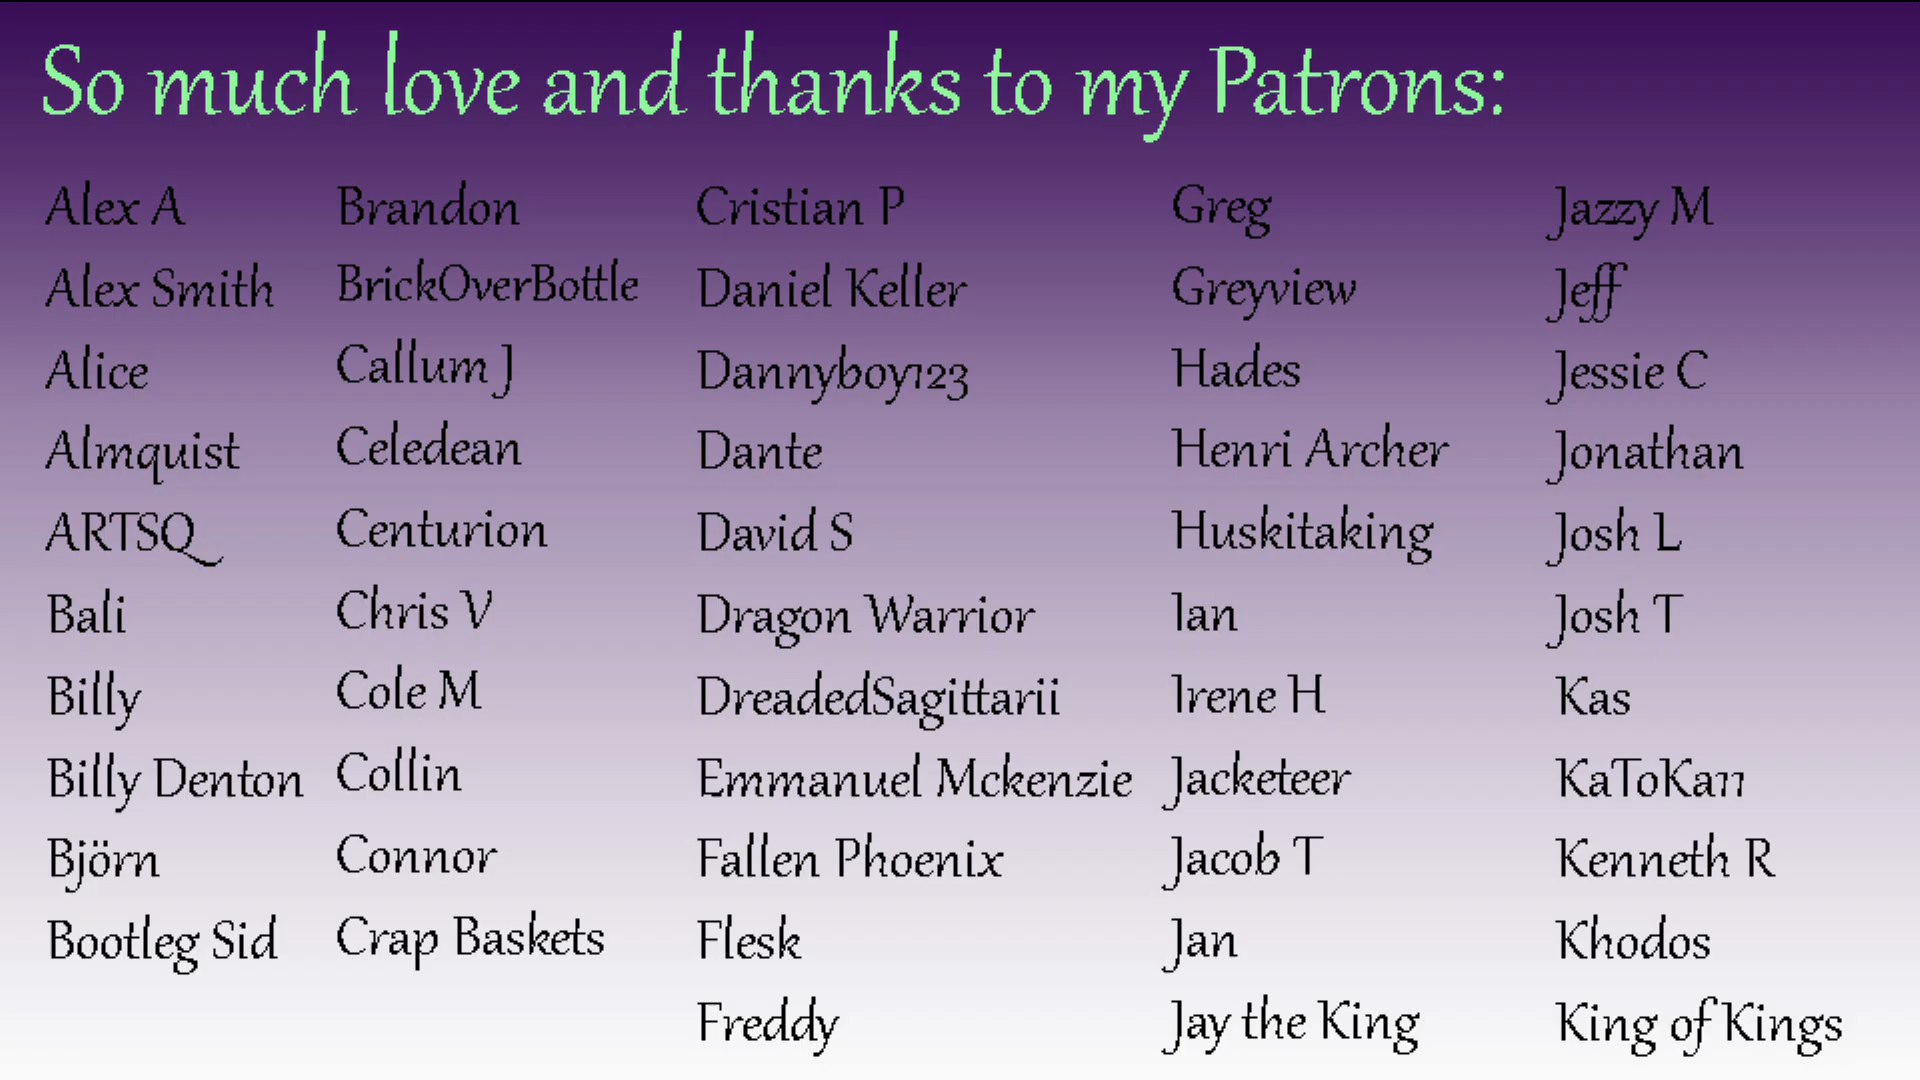 So much love and thanks to my Patrons:
Alex A
Alex Smith
Alice
Almquist
ARTSQ
Bali
Billy
Billy Denton
Björn
Bootleg Sid
Brandon
BrickOverBottle
Callum J
Celedean
Centurion
Chris V
Cole M
Collin
Connor
Crap Baskets
Cristian P
Daniel Keller
Dannyboy123
Dante
David S
Dragon Warrior
DreadedSagittarii
Emmanuel Mckenzie
Fallen Phoenix
Flesk
Freddy
Greg
Greyview
Hades
Henri Archer
Huskitaking
Ian
Irene H
Jacketeer
Jacob T
Jan
Jay the King
Jazzy M
Jeff
Jessie C
Jonathan
Josh L
Josh T
Kas
KaToKa11
Kenneth R
Khodos
King of Kings